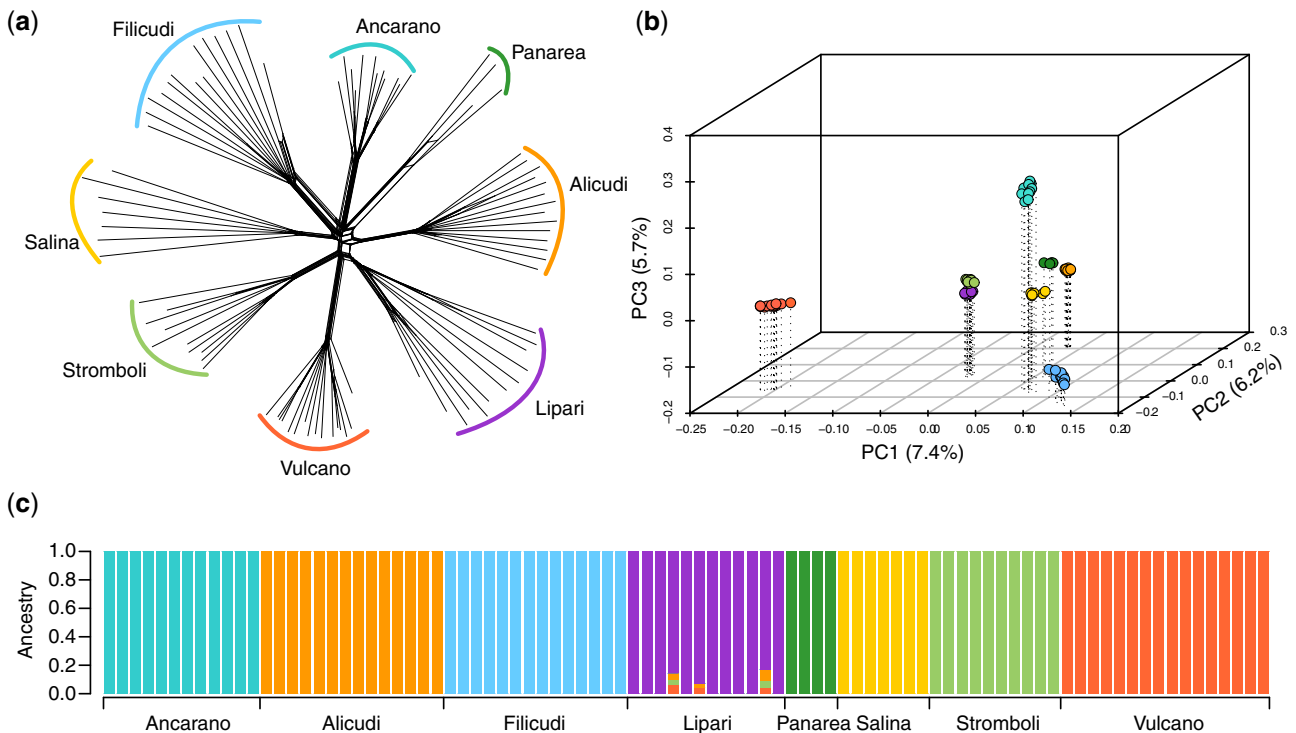 (a)
Filicudi
Ancarano
Panarea
Alicudi
Salina
Stromboli
Lipari
Vulcano
(b)
0.4
0.3
0.2
0.1
0.0
−0.1
−0.2
PC3 (5.7%)
−0.25 −0.20 −0.15 −0.10 −0.05 0.00 0.05 0.10 0.15 0.20
PC1 (7.4%)
−0.2
−0.1
0.0
0.1
0.2
0.3
PC2 (6.2%)
(c)
1.0
0.8
0.6
0.4
0.2
0.0
Ancestry
Ancarano Alicudi Filicudi Lipari Panarea Salina Stromboli Vulcano